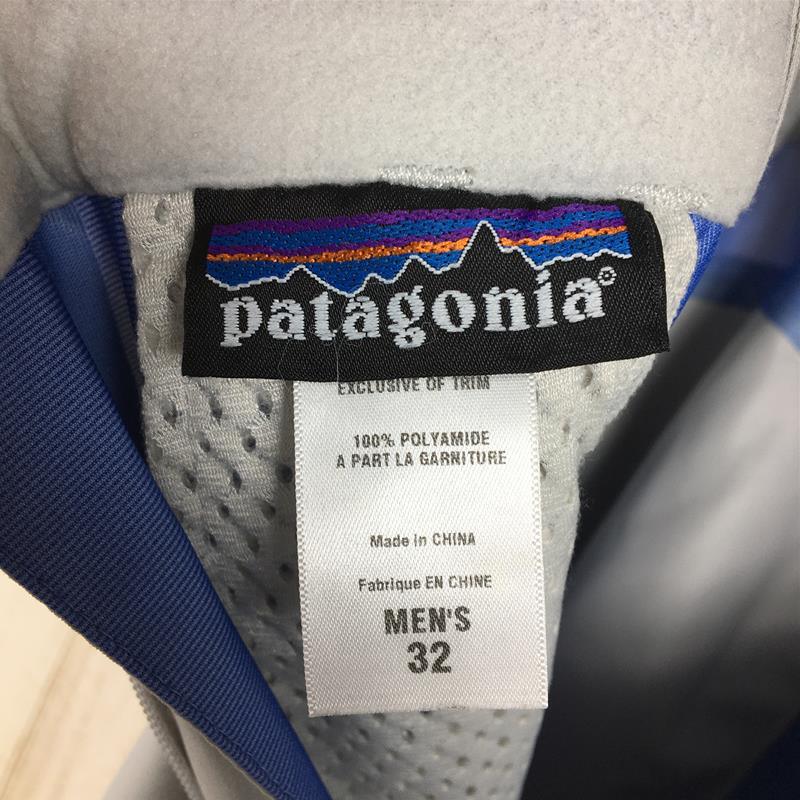 patagonia®
EXCLUSIVE OF TRIM
100% POLYAMIDE
A PART LA GARNITURE
Made in CHINA
Fabrique EN CHINE
MEN'S
32